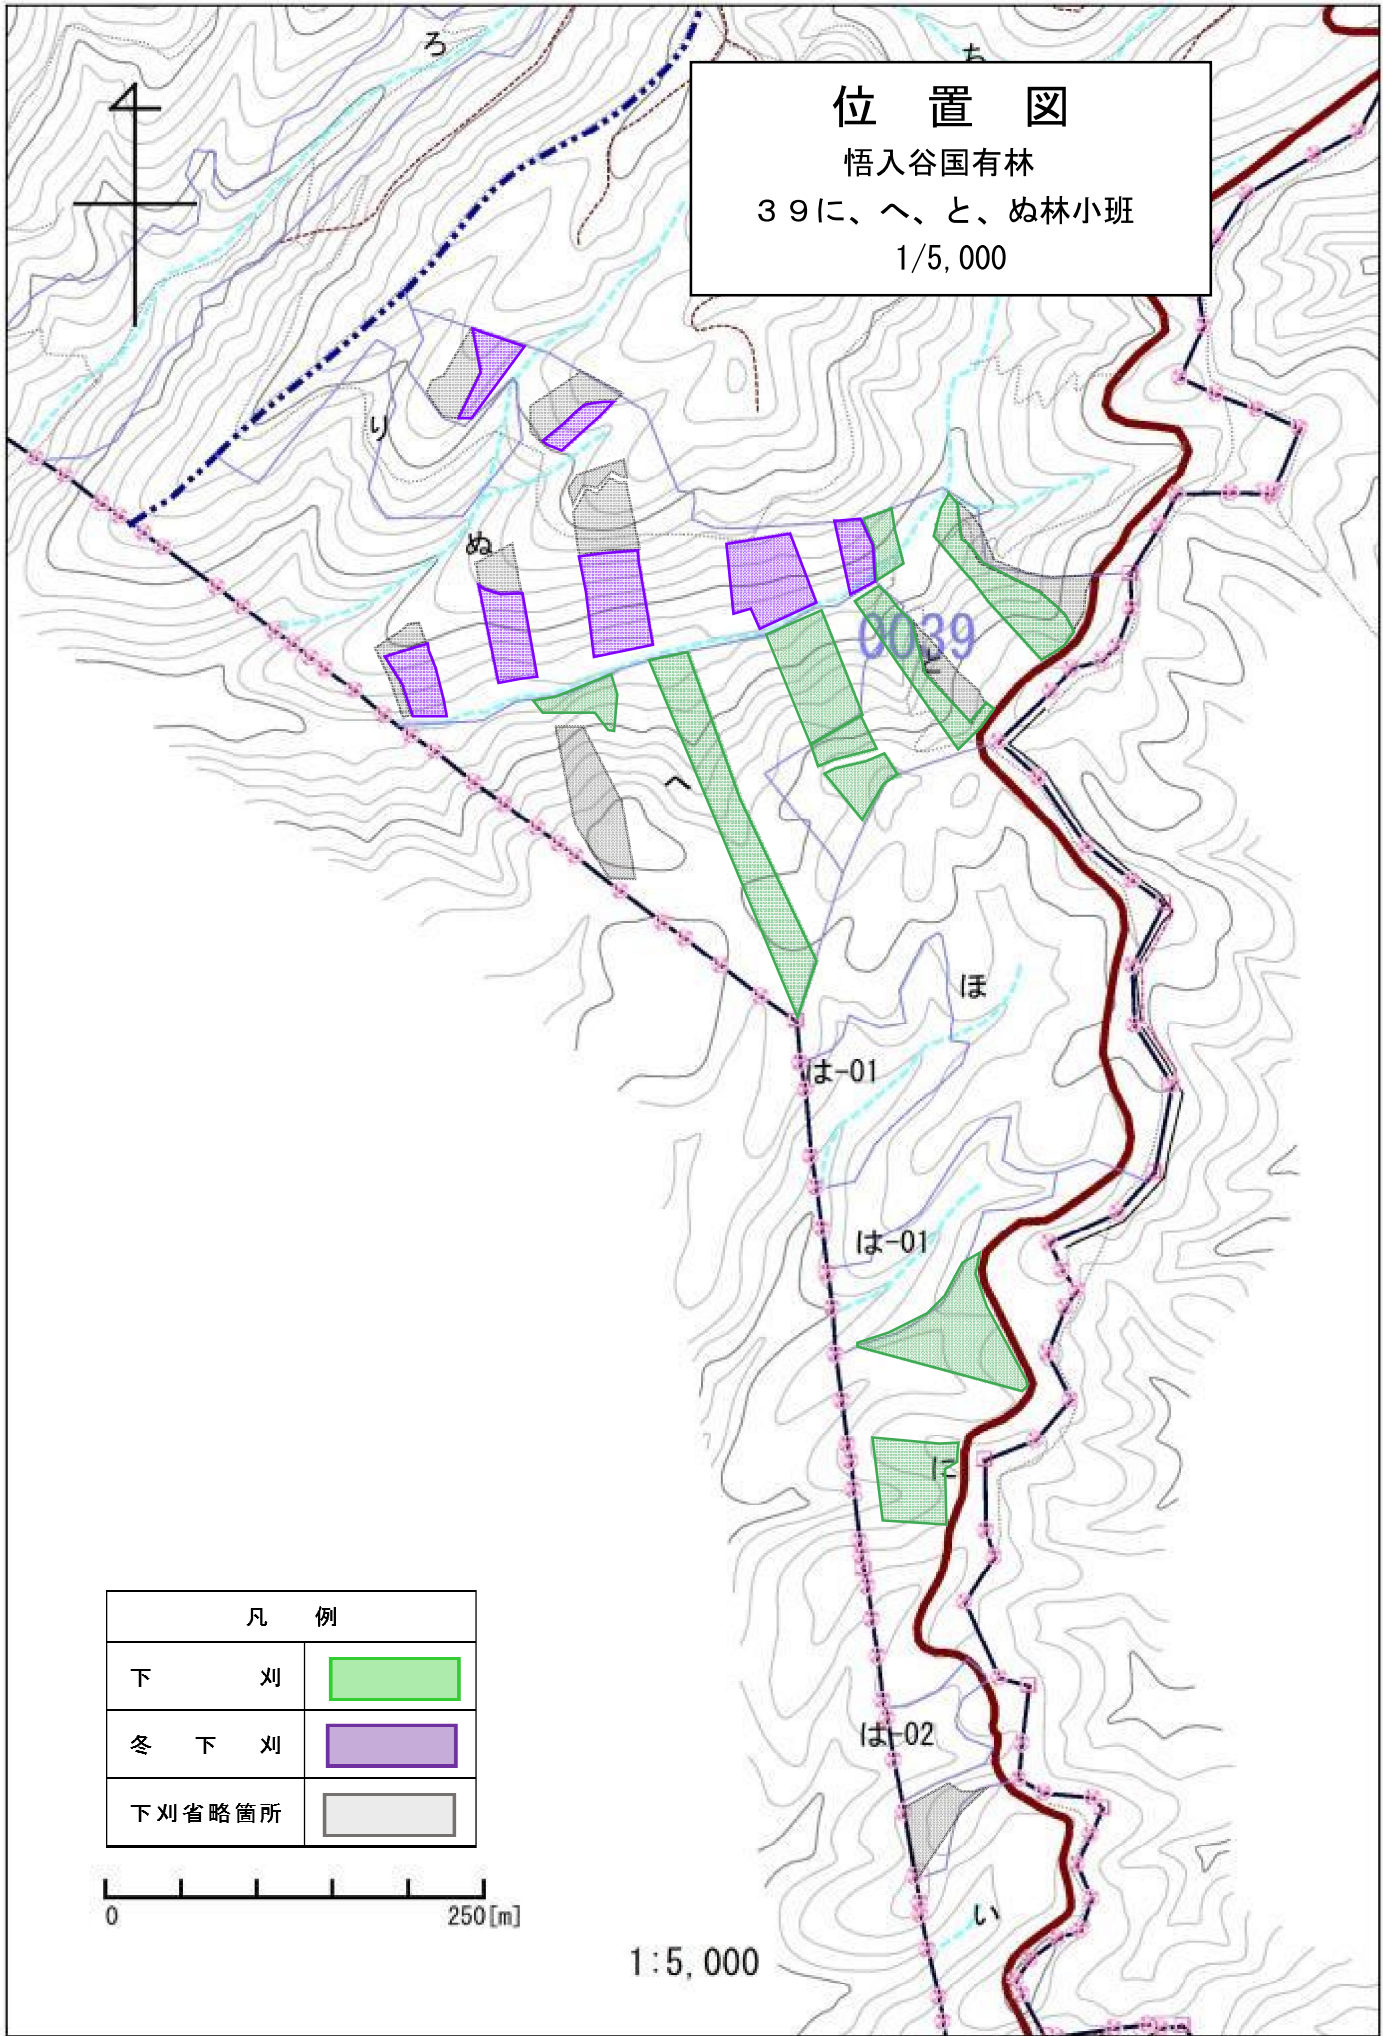 ろ
ち
位 置 図
悟入谷国有林
３９に、へ、と、ぬ林小班
1/5,000
り
ぬ
0039
と
へ
ほ
は-01
は-01
に
は-02
い
凡 例
下 刈
冬 下 刈
下刈省略箇所
0 250[m]
1:5,000